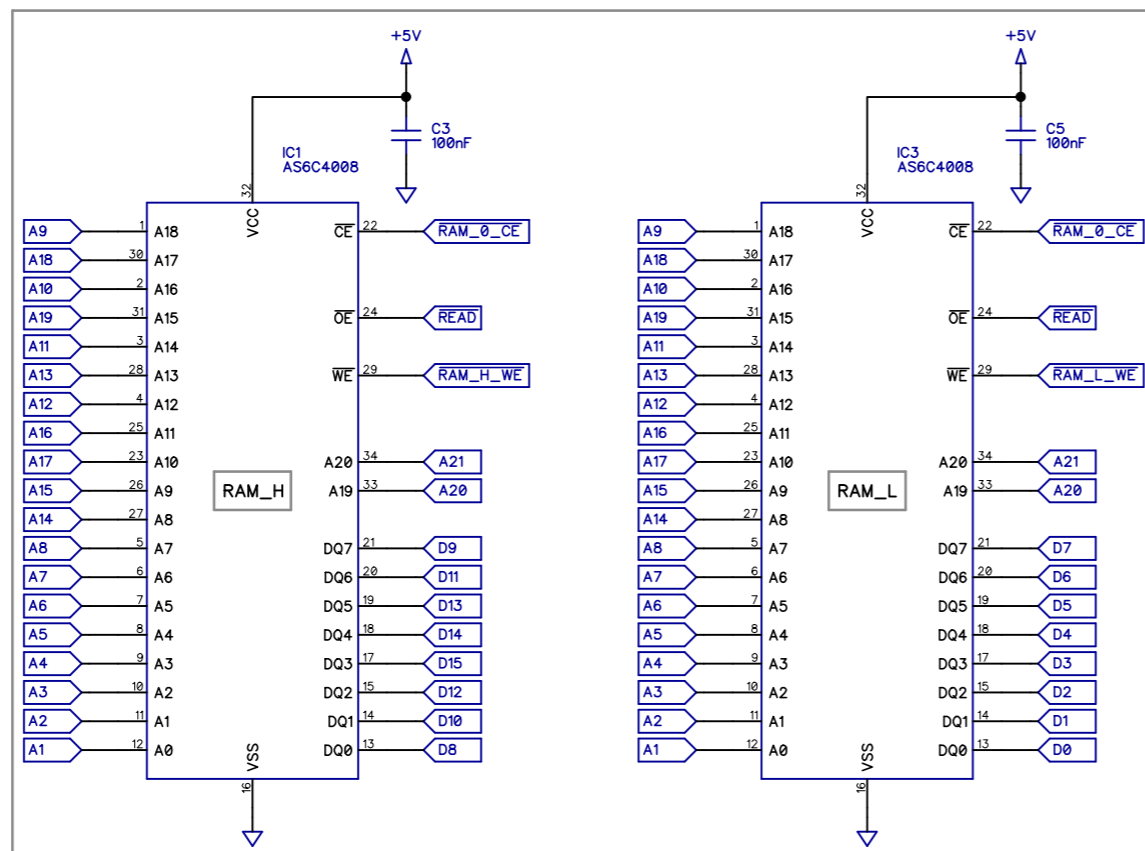 +5V
C3
100nF
IC1
AS6C4008
32
VCC
A9 1 A18 CE 22 RAM_0_CE
A18 30 A17
A10 2 A16
A19 31 A15 OE 24 READ
A11 3 A14
A13 28 A13 WE 29 RAM_H_WE
A12 4 A12
A16 25 A11
A17 23 A10 A20 34 A21
A15 26 A9 RAM_H A19 33 A20
A14 27 A8
A8 5 A7 DQ7 21 D9
A7 6 A6 DQ6 20 D11
A6 7 A5 DQ5 19 D13
A5 8 A4 DQ4 18 D14
A4 9 A3 DQ3 17 D15
A3 10 A2 DQ2 15 D12
A2 11 A1 DQ1 14 D10
A1 12 A0 DQ0 13 D8
VSS
16
+5V
C5
100nF
IC3
AS6C4008
32
VCC
A9 1 A18 CE 22 RAM_0_CE
A18 30 A17
A10 2 A16
A19 31 A15 OE 24 READ
A11 3 A14
A13 28 A13 WE 29 RAM_L_WE
A12 4 A12
A16 25 A11
A17 23 A10 A20 34 A21
A15 26 A9 RAM_L A19 33 A20
A14 27 A8
A8 5 A7 DQ7 21 D7
A7 6 A6 DQ6 20 D6
A6 7 A5 DQ5 19 D5
A5 8 A4 DQ4 18 D4
A4 9 A3 DQ3 17 D3
A3 10 A2 DQ2 15 D2
A2 11 A1 DQ1 14 D1
A1 12 A0 DQ0 13 D0
VSS
16